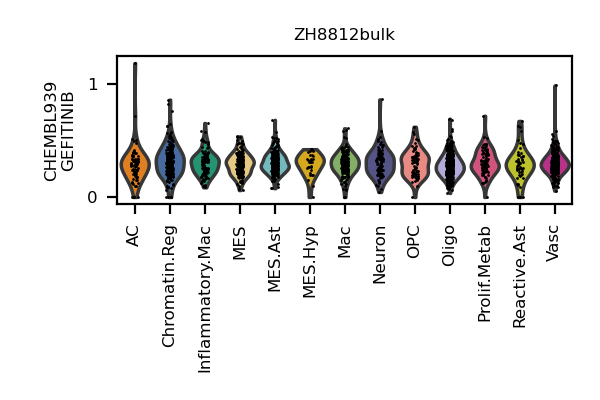 ZH8812bulk
CHEMBL939
GEFITINIB
1
0
AC
Chromatin.Reg
Inflammatory.Mac
MES
MES.Ast
MES.Hyp
Mac
Neuron
OPC
Oligo
Prolif.Metab
Reactive.Ast
Vasc